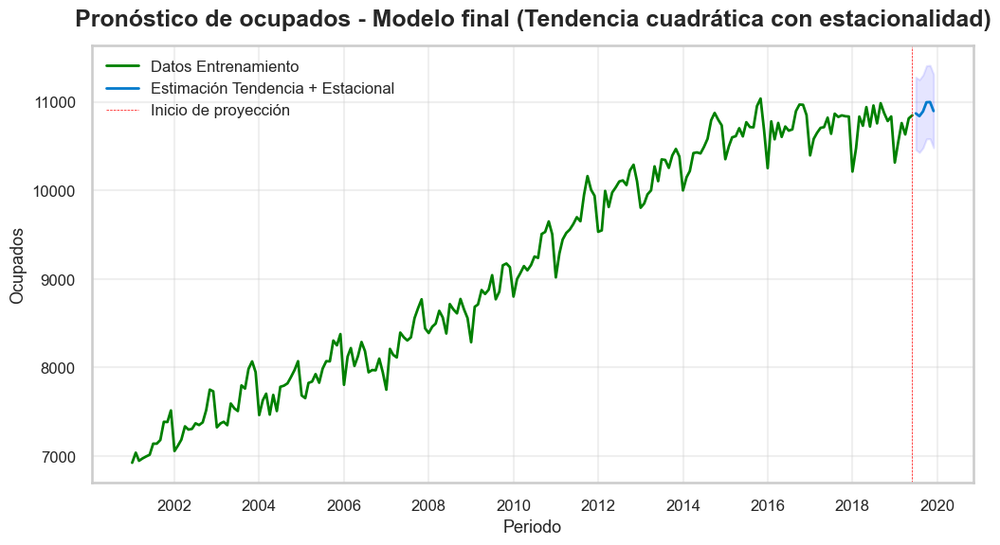 Pronóstico de ocupados - Modelo final (Tendencia cuadrática con estacionalidad)
Datos Entrenamiento
Estimación Tendencia + Estacional
Inicio de proyección
11000
10000
9000
8000
7000
Ocupados
2002 2004 2006 2008 2010 2012 2014 2016 2018 2020
Periodo